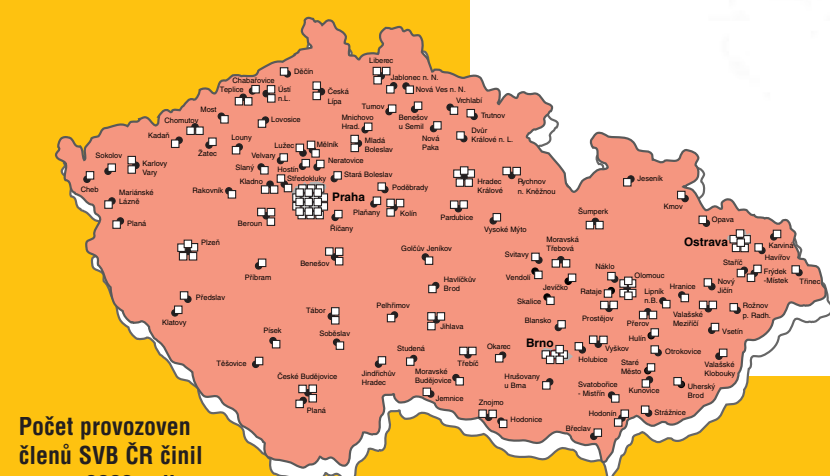 Liberec
Děčín
Chabařovice
Jablonec n. N.
Teplice
Ústí
n.L.
Česká
Lípa
Nová Ves n. N.
Vrchlabí
Most
Turnov
Benešov
u Semil
Trutnov
Chomutov
Lovosice
Mnichovo
Hrad.
Kadaň
Louny
Nová
Paka
Dvůr
Králové n. L.
Žatec
Lužec
Mělník
Mladá
Boleslav
Sokolov
Karlovy
Vary
Velvary
Neratovice
Slaný
Hostín
Středokluky
Stará Boleslav
Hradec
Králové
Rychnov
n. Kněžnou
Jeseník
Cheb
Mariánské
Lázně
Rakovník
Kladno
Praha
Poděbrady
Krnov
Planá
Beroun
Říčany
Plaňany
Kolín
Pardubice
Vysoké Mýto
Šumperk
Opava
Plzeň
Golčův Jeníkov
Moravská
Třebová
Ostrava
Karviná
Havířov
Příbram
Benešov
Svitavy
Vendolí
Náklo
Olomouc
Staříč
Frýdek
-Místek
Třinec
Předslav
Havlíčkův
Brod
Jevíčko
Skalice
Rataje
Lipník
n.B.
Hranice
Nový
Jičín
Klatovy
Tábor
Pelhřimov
Jihlava
Blansko
Prostějov
Přerov
Valašské
Meziříčí
Rožnov
p. Radh.
Písek
Soběslav
Brno
Vyškov
Hulín
Vsetín
Těšovice
Studená
Třebíč
Okarec
Holubice
Otrokovice
České Budějovice
Jindřichův
Hradec
Moravské
Budějovice
Hrušovany
u Brna
Staré
Město
Valašské
Klobouky
Planá
Jemnice
Svatobořice
- Mistřín
Kunovice
Uherský
Brod
Znojmo
Hodonice
Hodonín
Strážnice
Břeclav
Počet provozoven
členů SVB ČR činil